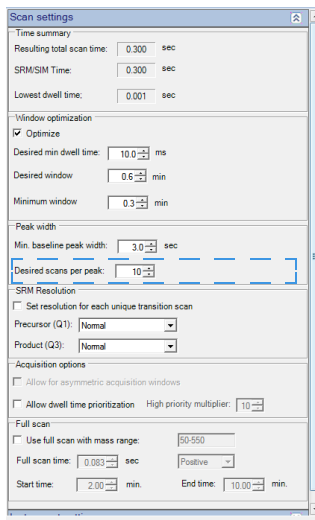 Scan settings
Time summary
Resulting total scan time: 0.300 sec
SRM/SIM Time: 0.300 sec
Lowest dwell time: 0.001 sec
Window optimization
Optimize
Desired min dwell time: 10.0 ms
Desired window 0.6 min
Minimum window 0.3 min
Peak width
Min. baseline peak width: 3.0 sec
Desired scans per peak: 10
SRM Resolution
Set resolution for each unique transition scan
Precursor (Q1): Normal
Product (Q3): Normal
Acquisition options
Allow for asymmetric acquisition windows
Allow dwell time prioritization High priority multiplier: 10
Full scan
Use full scan with mass range: 50-550
Full scan time: 0.083 sec Positive
Start time: 2.00 min. End time: 10.00 min.